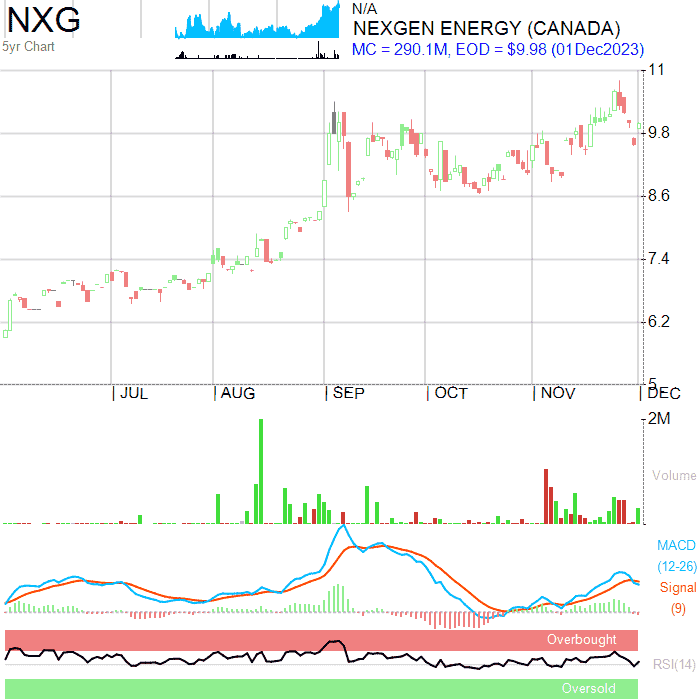 NXG
5yr Chart
N/A
NEXGEN ENERGY (CANADA)
MC = 290.1M, EOD = $9.98 (01Dec2023)
11
9.8
8.6
7.4
6.2
5
JUL AUG SEP OCT NOV DEC
2M
Volume
MACD
(12-26)
Signal
(9)
Overbought
RSI(14)
Oversold